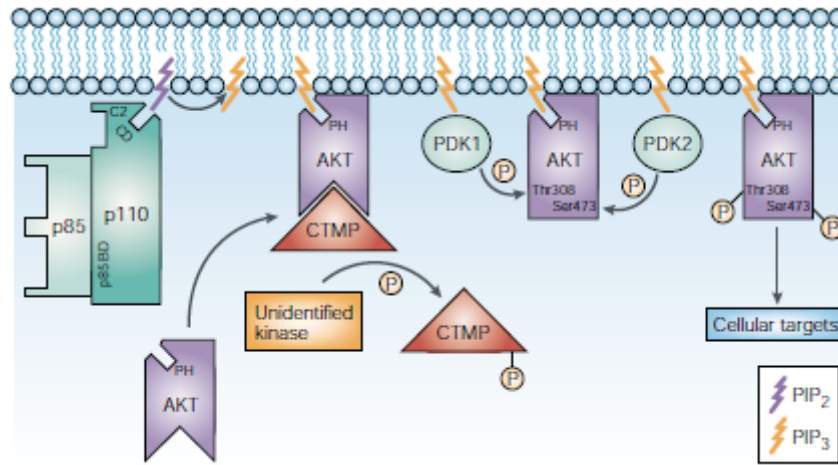 C2
CD
p85
p110
p85BD
PH
AKT
CTMP
PH
AKT
PDK1
P
PH
AKT
Thr308
Ser473
PDK2
P
PH
AKT
Thr308
Ser473
P
P
Unidentified
kinase
P
CTMP
P
Cellular targets
PIP2
PIP3